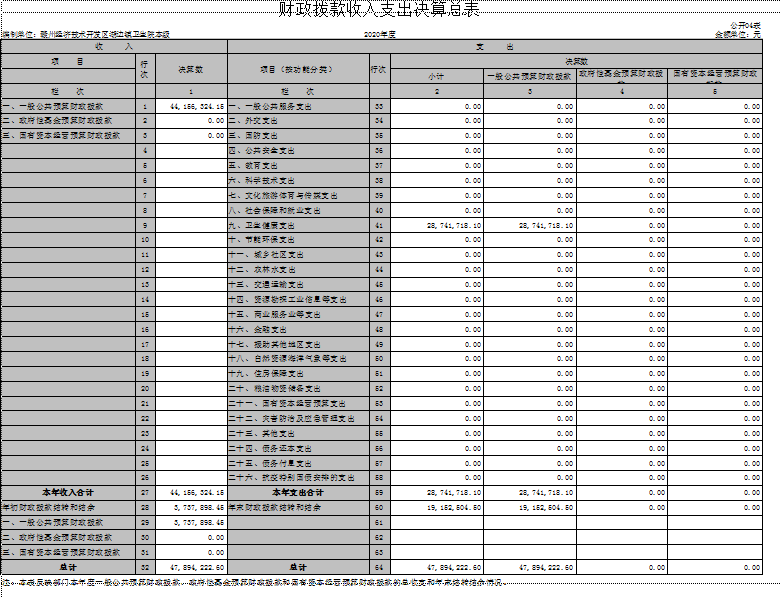 财政拨款收入支出决算总表
公开04表
编制单位：赣州经济技术开发区湖边镇卫生院本级 2020年度 金额单位：元
收 入 支 出
项 目 行次 决算数 项目（按功能分类） 行次 决算数
小计 一般公共预算财政拨款 政府性基金预算财政拨 国有资本经营预算财政
栏 次 1 栏 次 2 3 4 5
一、一般公共预算财政拨款 1 44,156,324.15 一、一般公共服务支出 33 0.00 0.00 0.00 0.00
二、政府性基金预算财政拨款 2 0.00 二、外交支出 34 0.00 0.00 0.00 0.00
三、国有资本经营财政拨款 3 0.00 三、国防支出 35 0.00 0.00 0.00 0.00
4 四、公共安全支出 36 0.00 0.00 0.00 0.00
5 五、教育支出 37 0.00 0.00 0.00 0.00
6 六、科学技术支出 38 0.00 0.00 0.00 0.00
7 七、文化旅游体育与传媒支出 39 0.00 0.00 0.00 0.00
8 八、社会保障和就业支出 40 0.00 0.00 0.00 0.00
9 九、卫生健康支出 41 28,741,718.10 28,741,718.10 0.00 0.00
10 十、节能环保支出 42 0.00 0.00 0.00 0.00
11 十一、城乡社区支出 43 0.00 0.00 0.00 0.00
12 十二、农林水支出 44 0.00 0.00 0.00 0.00
13 十三、交通运输支出 45 0.00 0.00 0.00 0.00
14 十四、资源勘探工业信息等支出 46 0.00 0.00 0.00 0.00
15 十五、商业服务业等支出 47 0.00 0.00 0.00 0.00
16 十六、金融支出 48 0.00 0.00 0.00 0.00
17 十七、援助其他地区支出 49 0.00 0.00 0.00 0.00
18 十八、自然资源海洋气象等支出 50 0.00 0.00 0.00 0.00
19 十九、住房保障支出 51 0.00 0.00 0.00 0.00
20 二十、粮油物资储备支出 52 0.00 0.00 0.00 0.00
21 二十一、国有资本经营预算支出 53 0.00 0.00 0.00 0.00
22 二十二、灾害防治及应急管理支出 54 0.00 0.00 0.00 0.00
23 二十三、其他支出 55 0.00 0.00 0.00 0.00
24 二十四、债务还本支出 56 0.00 0.00 0.00 0.00
25 二十五、债务付息支出 57 0.00 0.00 0.00 0.00
26 二十六、抗疫特别国债安排的支出 58 0.00 0.00 0.00 0.00
本年收入合计 27 44,156,324.15 本年支出合计 59 28,741,718.10 28,741,718.10 0.00 0.00
年初财政拨款结转和结余 28 3,737,898.45 年末财政拨款结转和结余 60 19,152,504.50 19,152,504.50 0.00 0.00
一、一般公共预算财政拨款 29 3,737,898.45 61
二、政府性基金预算财政拨款 30 0.00 62
三、国有资本经营预算财政拨款 31 0.00 63
总计 32 47,894,222.60 总计 64 47,894,222.60 47,894,222.60 0.00 0.00
注：本表反映部门本年度一般公共预算财政拨款、政府性基金预算财政拨款和国有资本经营预算财政拨款的总收支和年末结转结余情况。